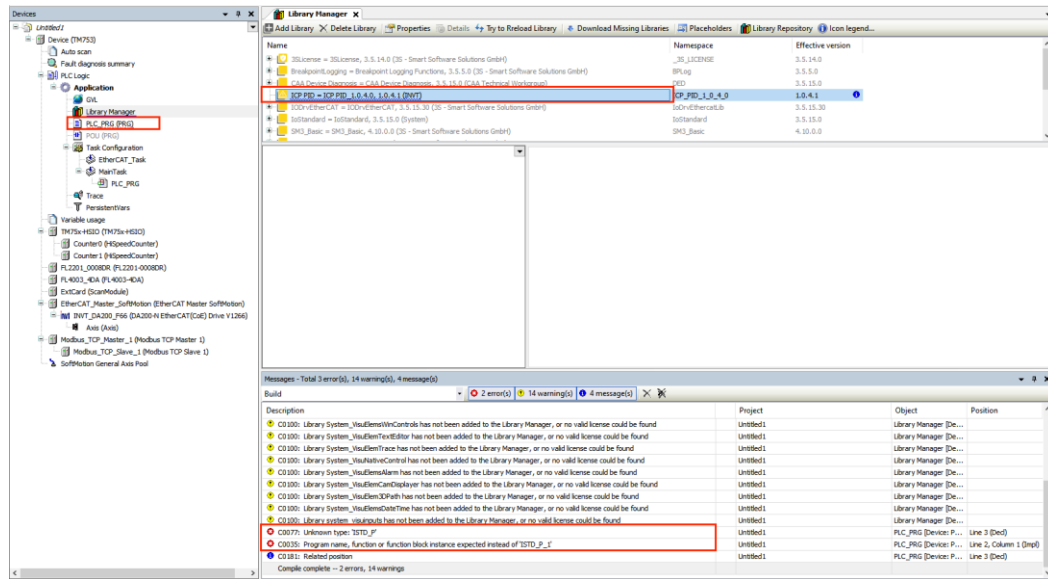 Devices
Untitled1
Device (TM753)
Auto scan
Fault diagnosis summary
PLC Logic
Application
GVL
Library Manager
PLC_PRG (PRG)
POU (PRG)
Task Configuration
EtherCAT_Task
MainTask
PLC_PRG
Trace
PersistentVars
Variable usage
TM75x-HSIO (TM75x-HSIO)
Counter0 (HiSpeedCounter)
Counter1 (HiSpeedCounter)
FL2201_0008DR (FL2201-0008DR)
FL4003_4DA (FL4003-4DA)
ExtCard (ScanModule)
EtherCAT_Master_SoftMotion (EtherCAT Master SoftMotion)
INVT_DA200_F66 (DA200-N EtherCAT(CoE) Drive V1266)
Axis (Axis)
Modbus_TCP_Master_1 (Modbus TCP Master 1)
Modbus_TCP_Slave_1 (Modbus TCP Slave 1)
SoftMotion General Axis Pool
Library Manager
Add Library Delete Library Properties Details Try to Reload Library Download Missing Libraries Placeholders Library Repository Icon legend...
Name Namespace Effective version
3SLicense = 3SLicense, 3.5.14.0 (3S - Smart Software Solutions GmbH) _3S_LICENSE 3.5.14.0
BreakpointLogging = Breakpoint Logging Functions, 3.5.5.0 (3S - Smart Software Solutions GmbH) BPLog 3.5.5.0
CAA Device Diagnosis = CAA Device Diagnosis, 3.5.15.0 (CAA Technical Workgroup) DED 3.5.15.0
ICP PID = ICP PID_1.0.4.0, 1.0.4.1 (INVT) ICP_PID_1_0_4_0 1.0.4.1
IODrvEtherCAT = IODrvEtherCAT, 3.5.15.30 (3S - Smart Software Solutions GmbH) IoDrvEthercatLib 3.5.15.30
IoStandard = IoStandard, 3.5.15.0 (System) IoStandard 3.5.15.0
SM3_Basic = SM3_Basic, 4.10.0.0 (3S - Smart Software Solutions GmbH) SM3_Basic 4.10.0.0
Messages - Total 3 error(s), 14 warning(s), 4 message(s)
Build 2 error(s) 14 warning(s) 4 message(s)
Description Project Object Position
C0100: Library System_VisuElemsWinControls has not been added to the Library Manager, or no valid license could be found Untitled1 Library Manager [De...
C0100: Library System_VisuElemTextEditor has not been added to the Library Manager, or no valid license could be found Untitled1 Library Manager [De...
C0100: Library System_VisuElemTrace has not been added to the Library Manager, or no valid license could be found Untitled1 Library Manager [De...
C0100: Library System_VisuNativeControl has not been added to the Library Manager, or no valid license could be found Untitled1 Library Manager [De...
C0100: Library System_VisuElemsAlarm has not been added to the Library Manager, or no valid license could be found Untitled1 Library Manager [De...
C0100: Library System_VisuElemCamDisplayer has not been added to the Library Manager, or no valid license could be found Untitled1 Library Manager [De...
C0100: Library System_VisuElem3DPath has not been added to the Library Manager, or no valid license could be found Untitled1 Library Manager [De...
C0100: Library System_VisuElemsDateTime has not been added to the Library Manager, or no valid license could be found Untitled1 Library Manager [De...
C0100: Library system_visuinputs has not been added to the Library Manager, or no valid license could be found Untitled1 Library Manager [De...
C0077: Unknown type: 'ISTD_P' Untitled1 PLC_PRG [Device: P... Line 3 (Decl)
C0035: Program name, function or function block instance expected instead of 'ISTD_P_1' Untitled1 PLC_PRG [Device: P... Line 2, Column 1 (Impl)
C0181: Related position Untitled1 PLC_PRG [Device: P... Line 3 (Decl)
Compile complete -- 2 errors, 14 warnings